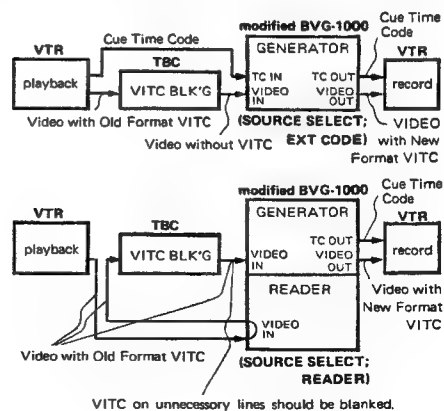 modified BVG-1000
Cue Time
Code
VTR
Cue Time Code
GENERATOR
VTR
TBC
playback
TC IN
TC OUT
record
VITC BLK'G
VIDEO
IN
VIDEO
OUT
Video with Old Format VITC
(SOURCE SELECT;
EXT CODE)
VIDEO
with New
Format VITC
Video without VITC
modified BVG-1000
Cue Time
Code
VTR
TBC
GENERATOR
VTR
playback
VITC BLK'G
TC OUT
VIDEO
IN
VIDEO
OUT
record
READER
Video with
New Format
VITC
VIDEO
IN
Video with Old Format VITC
(SOURCE SELECT;
READER)
VITC on unnecessory lines should be blanked.